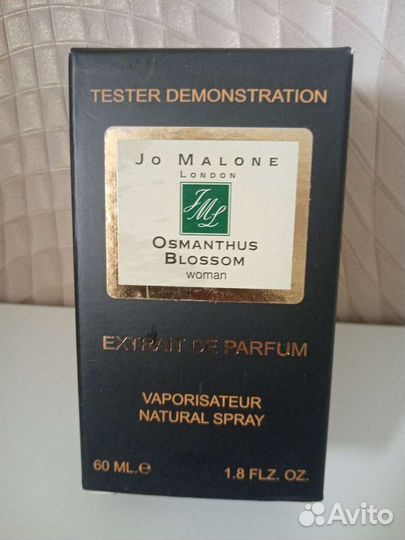 TESTER DEMONSTRATION
JO MALONE
LONDON
JML
OSMANTHUS
BLOSSOM
woman
EXTRAIT DE PARFUM
VAPORISATEUR
NATURAL SPRAY
60 ML.e 1.8 FLZ. OZ.
Avito